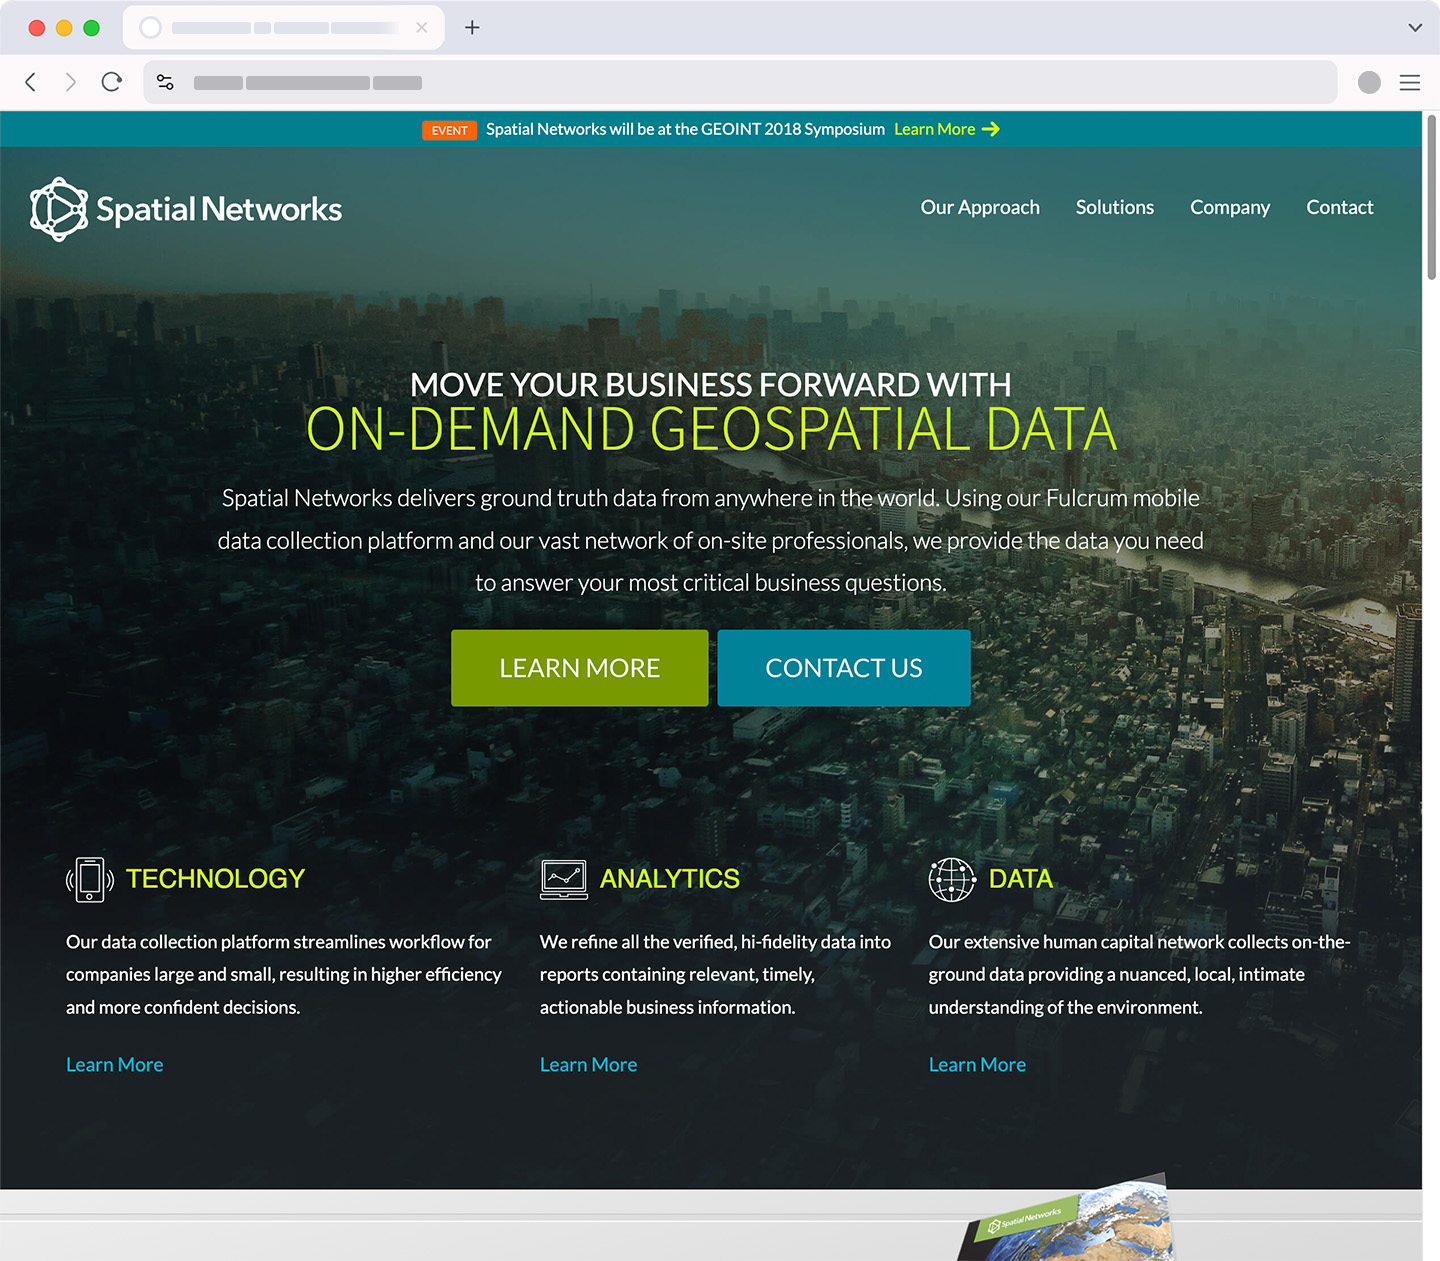 EVENT Spatial Networks will be at the GEOINT 2018 Symposium Learn More
Spatial Networks
Our Approach Solutions Company Contact
MOVE YOUR BUSINESS FORWARD WITH
ON-DEMAND GEOSPATIAL DATA
Spatial Networks delivers ground truth data from anywhere in the world. Using our Fulcrum mobile
data collection platform and our vast network of on-site professionals, we provide the data you need
to answer your most critical business questions.
LEARN MORE CONTACT US
TECHNOLOGY
Our data collection platform streamlines workflow for
companies large and small, resulting in higher efficiency
and more confident decisions.
Learn More
ANALYTICS
We refine all the verified, hi-fidelity data into
reports containing relevant, timely,
actionable business information.
Learn More
DATA
Our extensive human capital network collects on-the-
ground data providing a nuanced, local, intimate
understanding of the environment.
Learn More
Spatial Networks